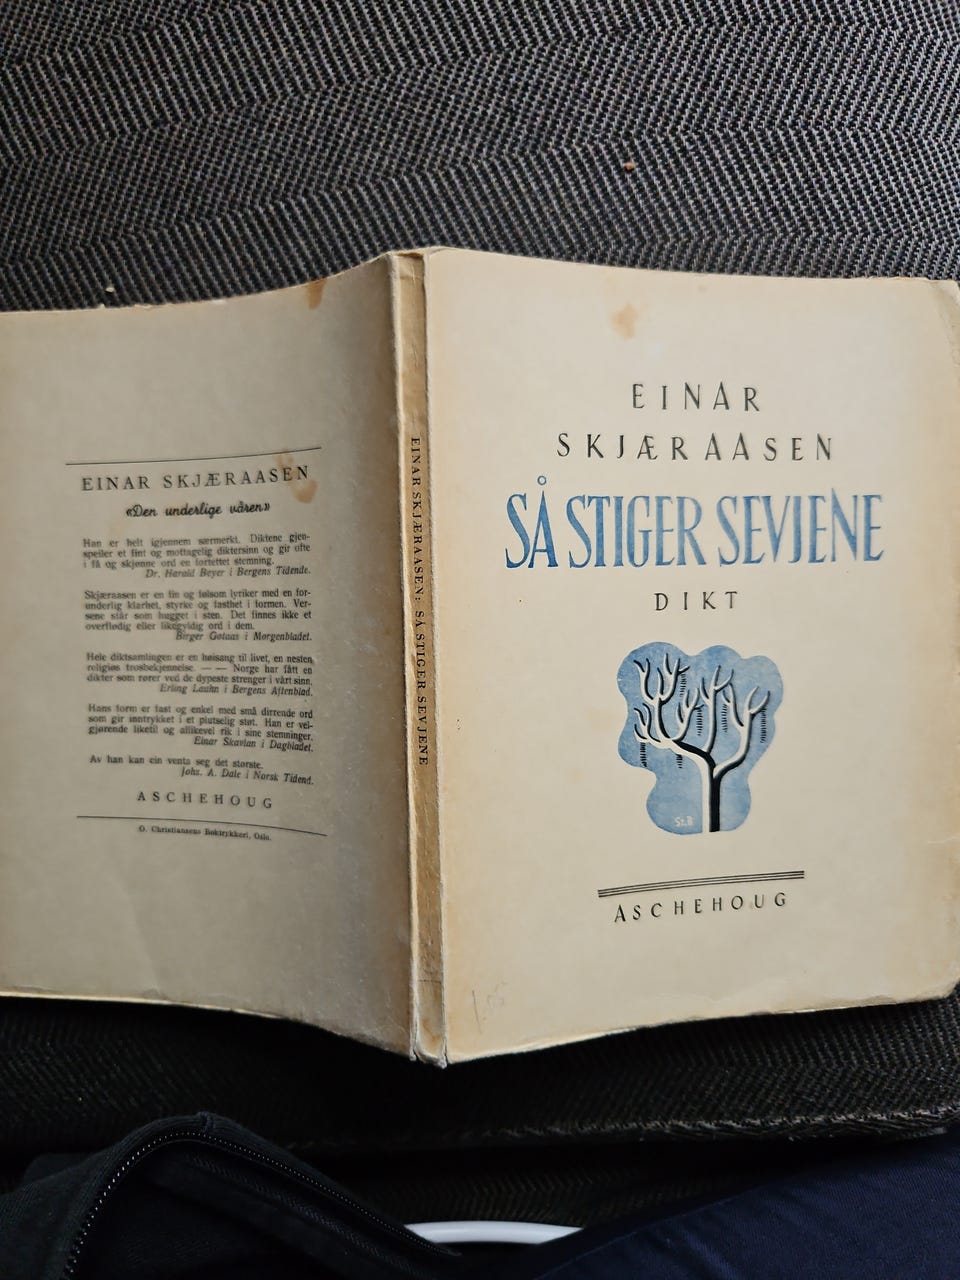 EINAR SKJÆRAASEN
«Den underlige våren»
Han er helt igjennem særmerkt. Diktene gjen-
speiler et fint og mottagelig diktersinn og gir ofte
i få og skjønne ord en fortettet stemning.
Dr. Harald Beyer i Bergens Tidende.
Skjæraasen er en fin og følsom lyriker med en for-
underlig klarhet, styrke og fasthet i formen. Ver-
sene står som hugget i sten. Det finnes ikke et
overflødig eller likegyldig ord i dem.
Birger Gotaas i Morgenbladet.
Hele diktsamlingen er en høisang til livet, en nesten
religiøs trosbekjennelse. — — Norge har fått en
dikter som rører ved de dypeste strenger i vårt sinn.
Erling Lauhn i Bergens Aftenblad.
Hans form er fast og enkel med små dirrende ord
som gir inntrykket i et plutselig støt. Han er vel-
gjørende liketil og allikevel rik i sine stemninger.
Einar Skavlan i Dagbladet.
Av han kan ein venta seg det største.
Johs. A. Dale i Norsk Tidend.
ASCHEHOUG
O. Christiansens Boktrykkeri, Oslo.
EINAR SKJÆRAASEN: SÅ STIGER SEVJENE
EINAR
SKJÆRAASEN
SÅ STIGER SEVJENE
DIKT
St.B
ASCHEHOUG